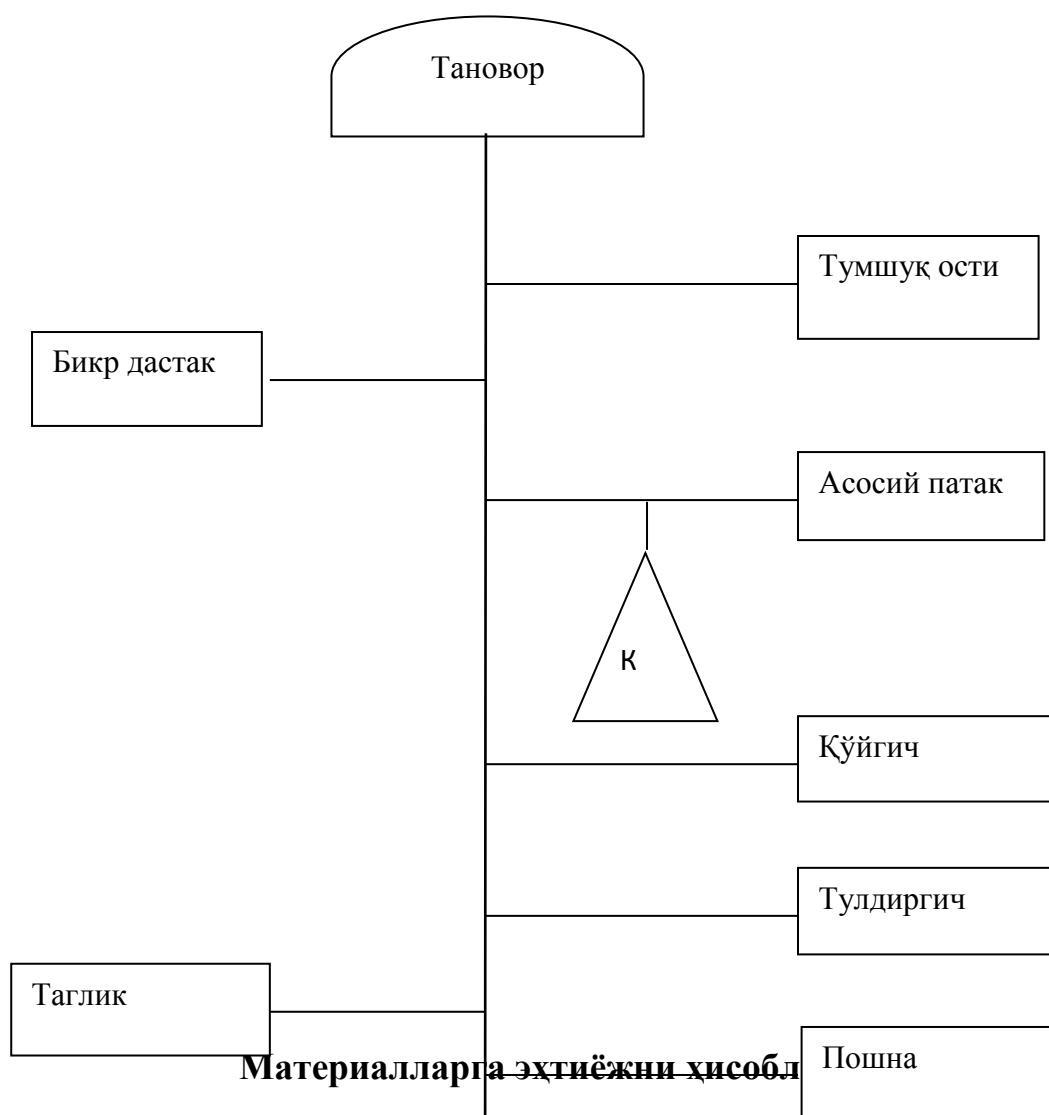 Тановор
Тумшуқ ости
Бикр дастак
Асосий патак
К
Қўйгич
Тулдиргич
Таглик
Материалларга эҳтиёжни ҳисобл
Пошна